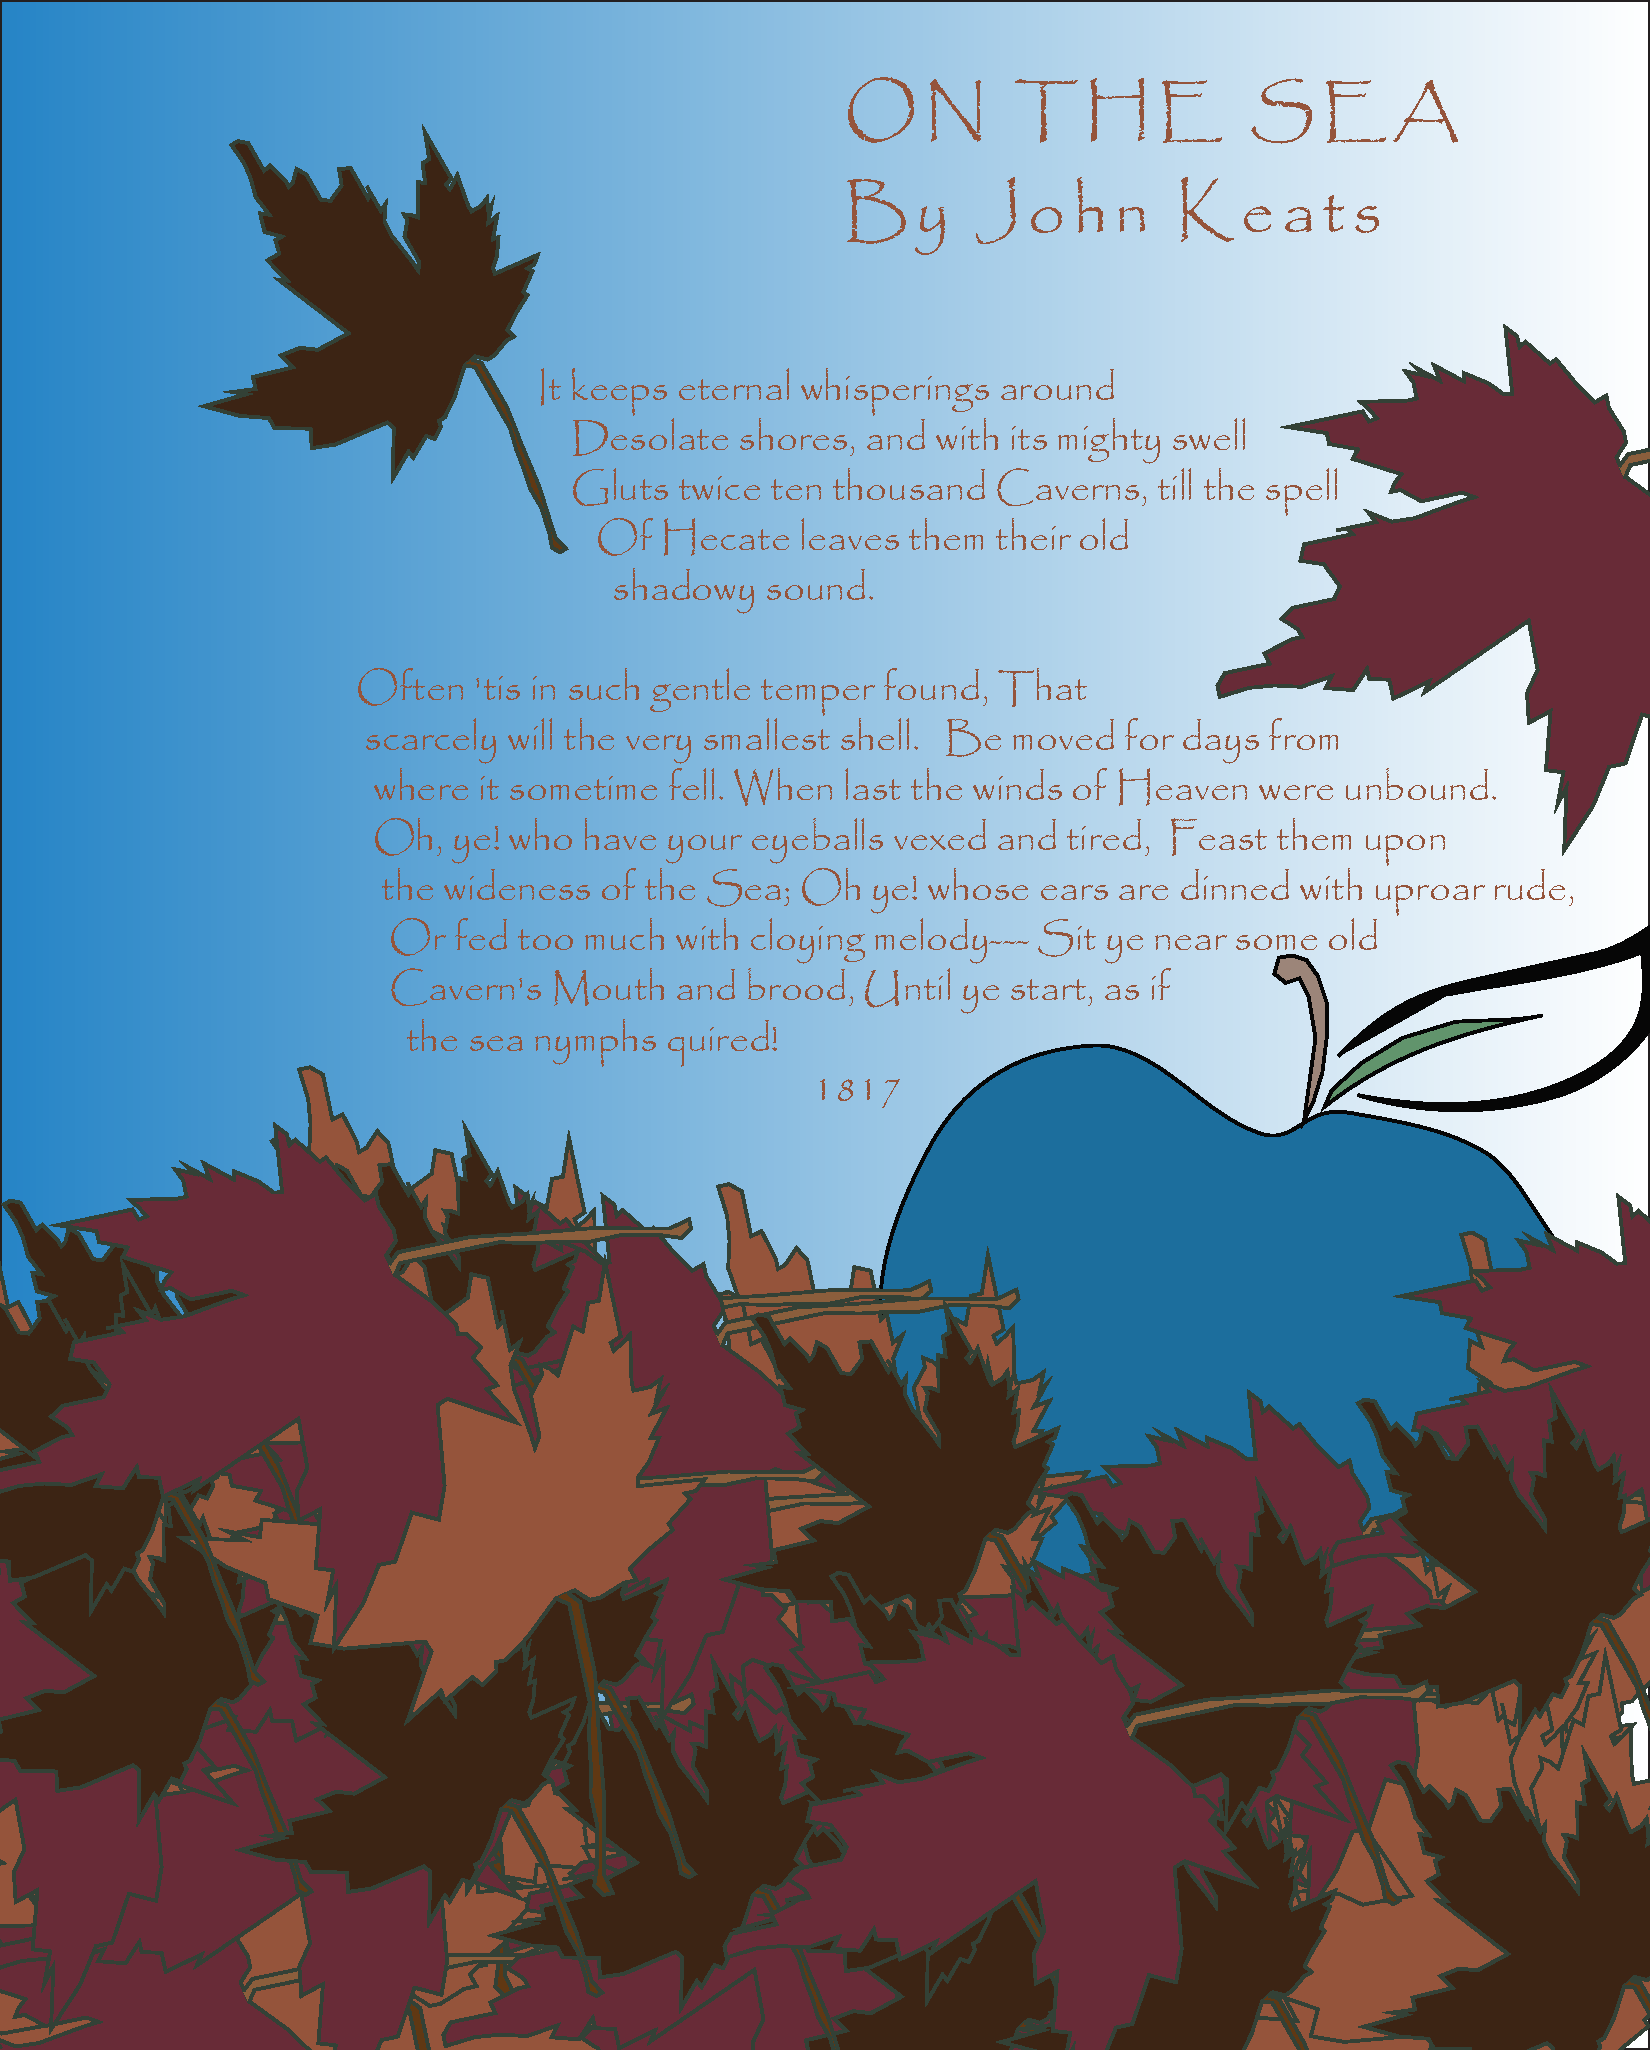 ON THE SEA
By John Keats
It keeps eternal whisperings around
Desolate shores, and with its mighty swell
Gluts twice ten thousand Caverns, till the spell
Of Hecate leaves them their old
shadowy sound.
Often 'tis in such gentle temper found, That
scarcely will the very smallest shell. Be moved for days from
where it sometime fell. When last the winds of Heaven were unbound.
Oh, ye! who have your eyeballs vexed and tired, Feast them upon
the wideness of the Sea; Oh ye! whose ears are dinned with uproar rude,
Or fed too much with cloying melody--- Sit ye near some old
Cavern's Mouth and brood, Until ye start, as if
the sea nymphs quired!
1817